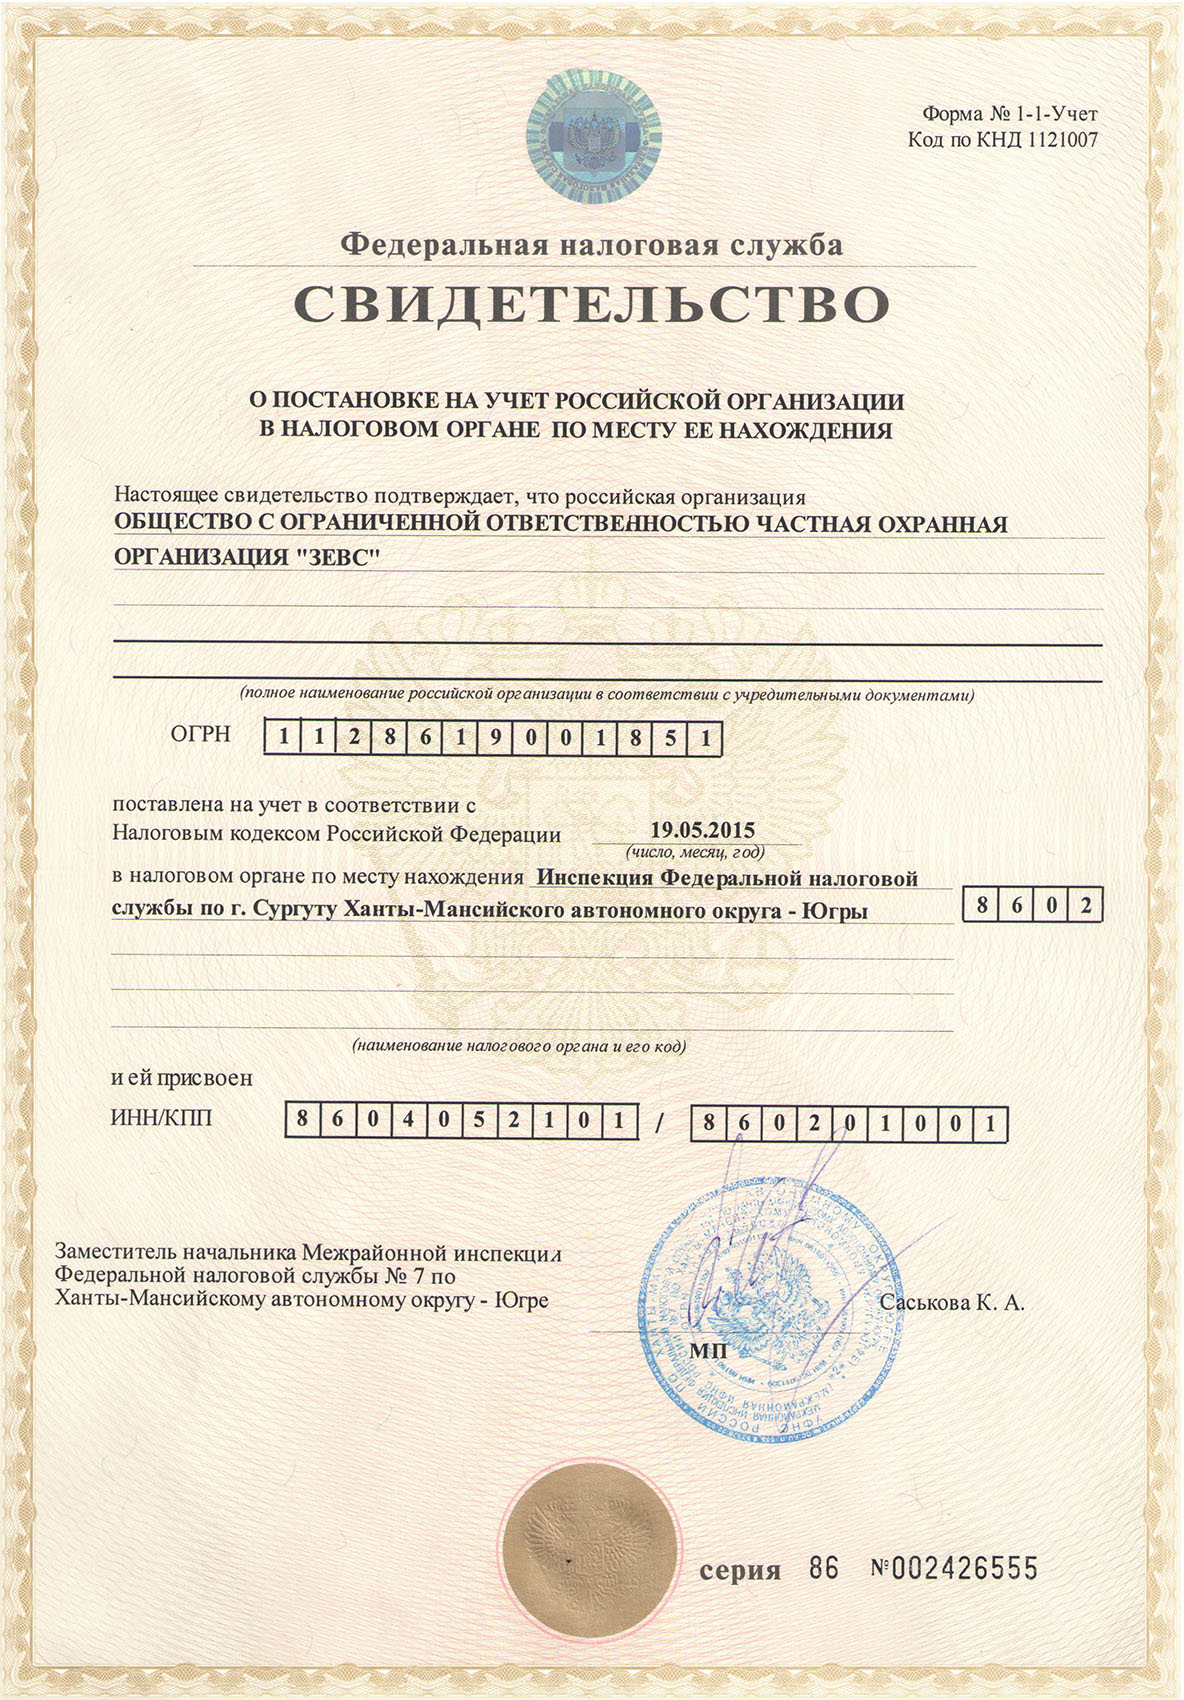 Форма № 1-1-Учет
Код по КНД 1121007
Федеральная налоговая служба
СВИДЕТЕЛЬСТВО
О ПОСТАНОВКЕ НА УЧЕТ РОССИЙСКОЙ ОРГАНИЗАЦИИ
В НАЛОГОВОМ ОРГАНЕ ПО МЕСТУ ЕЕ НАХОЖДЕНИЯ
Настоящее свидетельство подтверждает, что российская организация
ОБЩЕСТВО С ОГРАНИЧЕННОЙ ОТВЕТСТВЕННОСТЬЮ ЧАСТНАЯ ОХРАННАЯ
ОРГАНИЗАЦИЯ "ЗЕВС"
(полное наименование российской организации в соответствии с учредительными документами)
ОГРН 1 1 2 8 6 1 9 0 0 1 8 5 1
поставлена на учет в соответствии с
Налоговым кодексом Российской Федерации 19.05.2015
(число, месяц, год)
в налоговом органе по месту нахождения Инспекция Федеральной налоговой
службы по г. Сургуту Ханты-Мансийского автономного округа - Югры 8 6 0 2
(наименование налогового органа и его код)
и ей присвоен
ИНН/КПП 8 6 0 4 0 5 2 1 0 1 / 8 6 0 2 0 1 0 0 1
Заместитель начальника Межрайонной инспекции
Федеральной налоговой службы № 7 по
Ханты-Мансийскому автономному округу - Югре
Саськова К. А.
МП
серия 86 №002426555